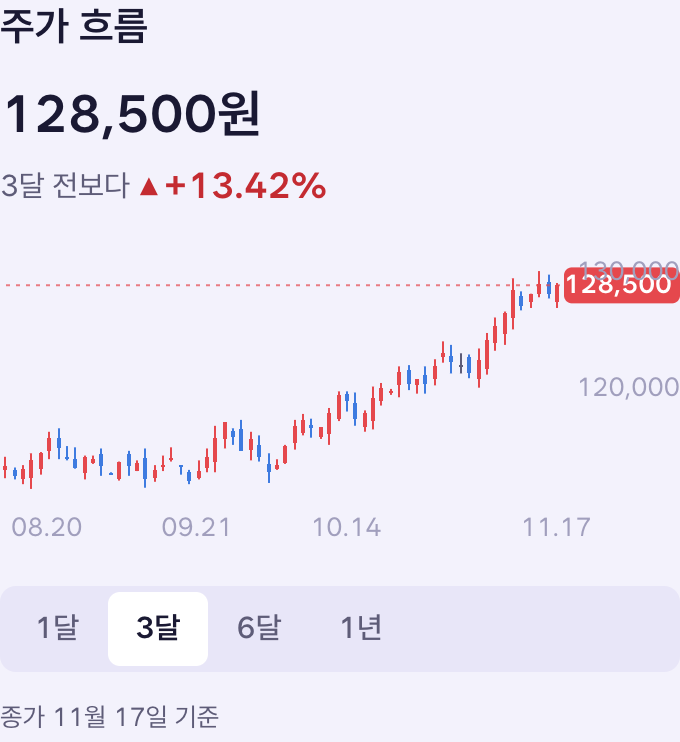 주가 흐름
128,500원
3달 전보다 ▲+13.42%
130,000
128,500
120,000
08.20 09.21 10.14 11.17
1달 3달 6달 1년
종가 11월 17일 기준